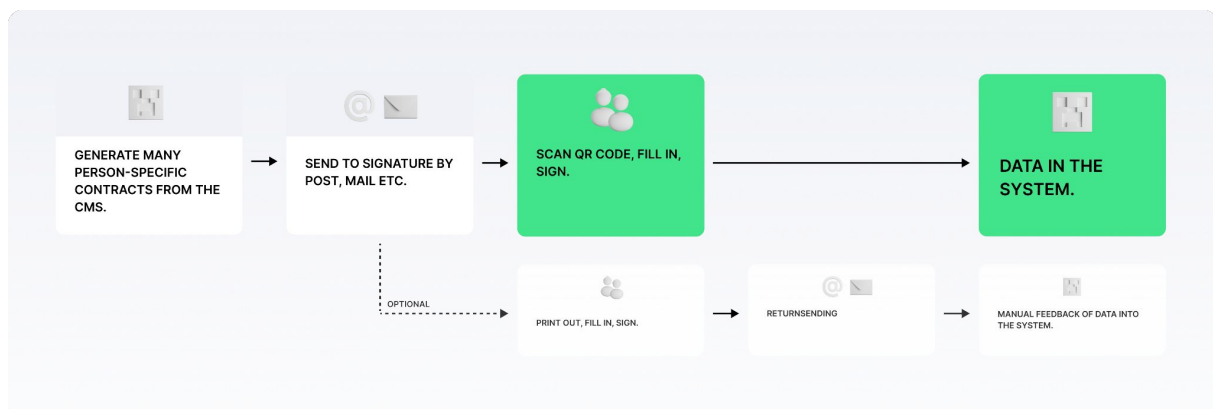 GENERATE MANY
PERSON-SPECIFIC
CONTRACTS FROM THE
CMS.
SEND TO SIGNATURE BY
POST, MAIL ETC.
SCAN QR CODE, FILL IN,
SIGN.
DATA IN THE
SYSTEM.
OPTIONAL
PRINT OUT, FILL IN, SIGN.
RETURNSENDING
MANUAL FEEDBACK OF DATA INTO
THE SYSTEM.